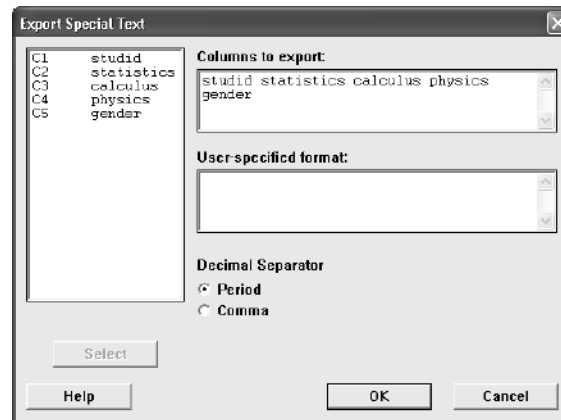 Export Special Text
C1 studid
C2 statistics
C3 calculus
C4 physics
C5 gender
Columns to export:
studid statistics calculus physics
gender
User-specified format:
Decimal Separator
Period
Comma
Select
Help
OK
Cancel